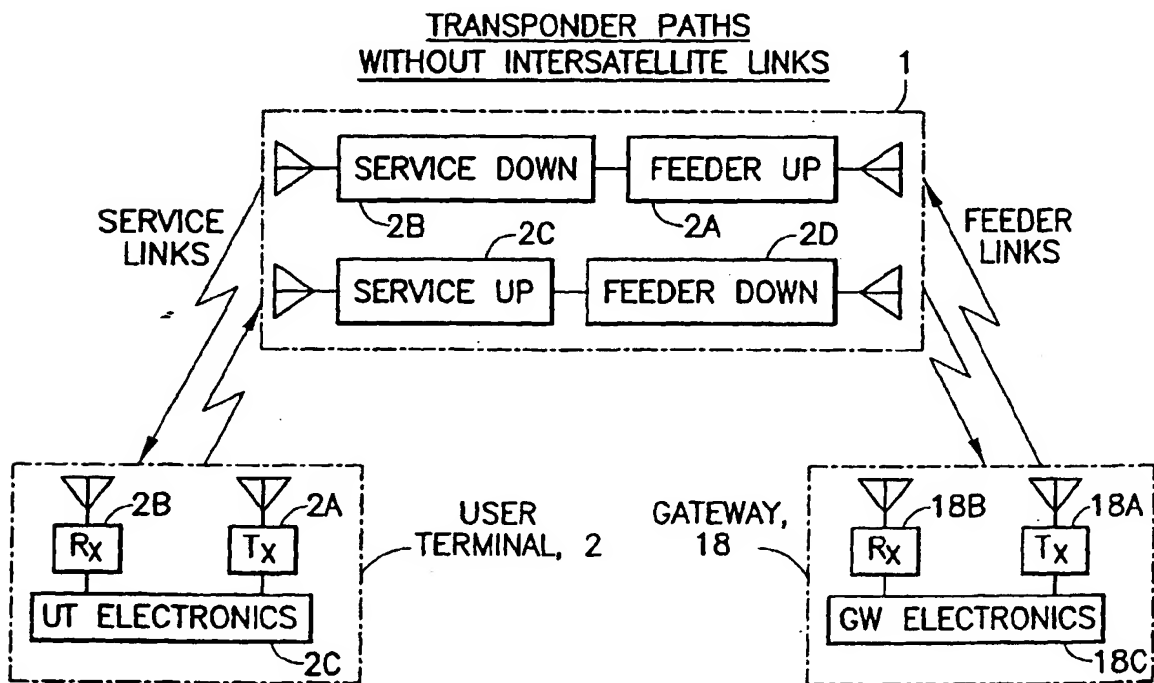 TRANSPONDER PATHS
WITHOUT INTERSATELLITE LINKS
1
SERVICE DOWN
FEEDER UP
2B
2A
SERVICE
LINKS
FEEDER
LINKS
2C
2D
SERVICE UP
FEEDER DOWN
2B
2A
RX
TX
UT ELECTRONICS
2C
USER
TERMINAL, 2
GATEWAY,
18
18B
18A
RX
TX
GW ELECTRONICS
18C